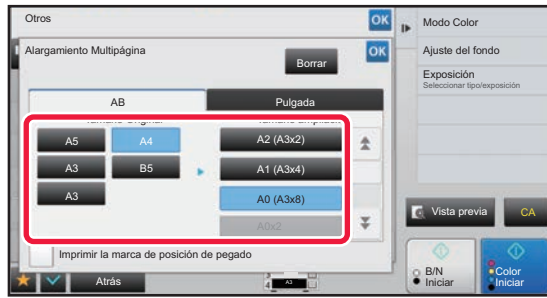 Otros
OK
Modo Color
Alargamiento Multipágina
Borrar
OK
Ajuste del fondo
Exposición
Seleccionar tipo/exposición
AB
Pulgada
A5
A4
A2 (A3x2)
A3
B5
A1 (A3x4)
A3
A0 (A3x8)
A0x2
Vista previa
CA
Imprimir la marca de posición de pegado
B/N
Iniciar
Color
Iniciar
Atrás
4
A3